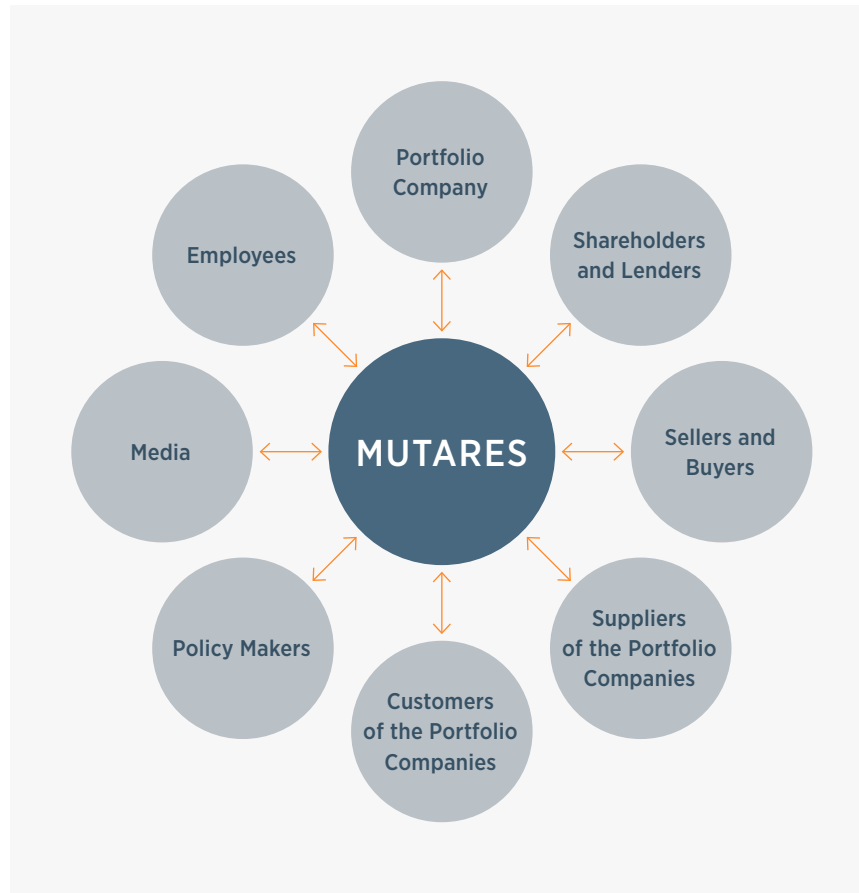 Portfolio
Company
Shareholders
and Lenders
Employees
MUTARES
Sellers and
Buyers
Media
Suppliers
of the Portfolio
Companies
Policy Makers
Customers
of the Portfolio
Companies